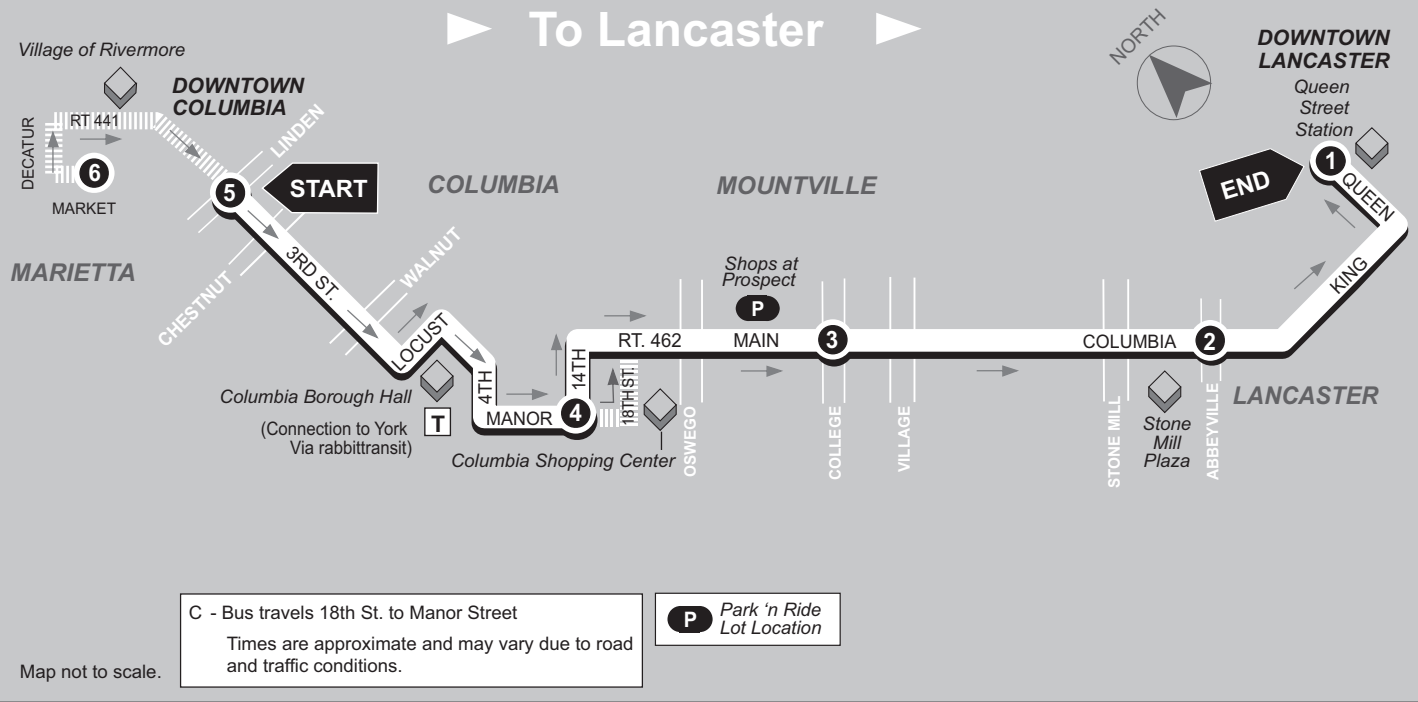 To Lancaster
NORTH
Village of Rivermore
DOWNTOWN
COLUMBIA
DOWNTOWN
LANCASTER
Queen
Street
Station
RT 441
DECATUR
6
MARKET
MARIETTA
LINDEN
5
START
COLUMBIA
MOUNTVILLE
END
1
QUEEN
CHESTNUT
3RD ST.
WALNUT
LOCUST
Shops at
Prospect
P
KING
4TH
14TH
RT. 462
MAIN
3
COLUMBIA
2
LANCASTER
MANOR
4
18TH ST.
Columbia Borough Hall
(Connection to York
Via rabbittransit)
T
Columbia Shopping Center
OSWEGO
COLLEGE
VILLAGE
STONE MILL
Stone
Mill
Plaza
ABBEYVILLE
C - Bus travels 18th St. to Manor Street
Times are approximate and may vary due to road
and traffic conditions.
P
Park ‘n Ride
Lot Location
Map not to scale.